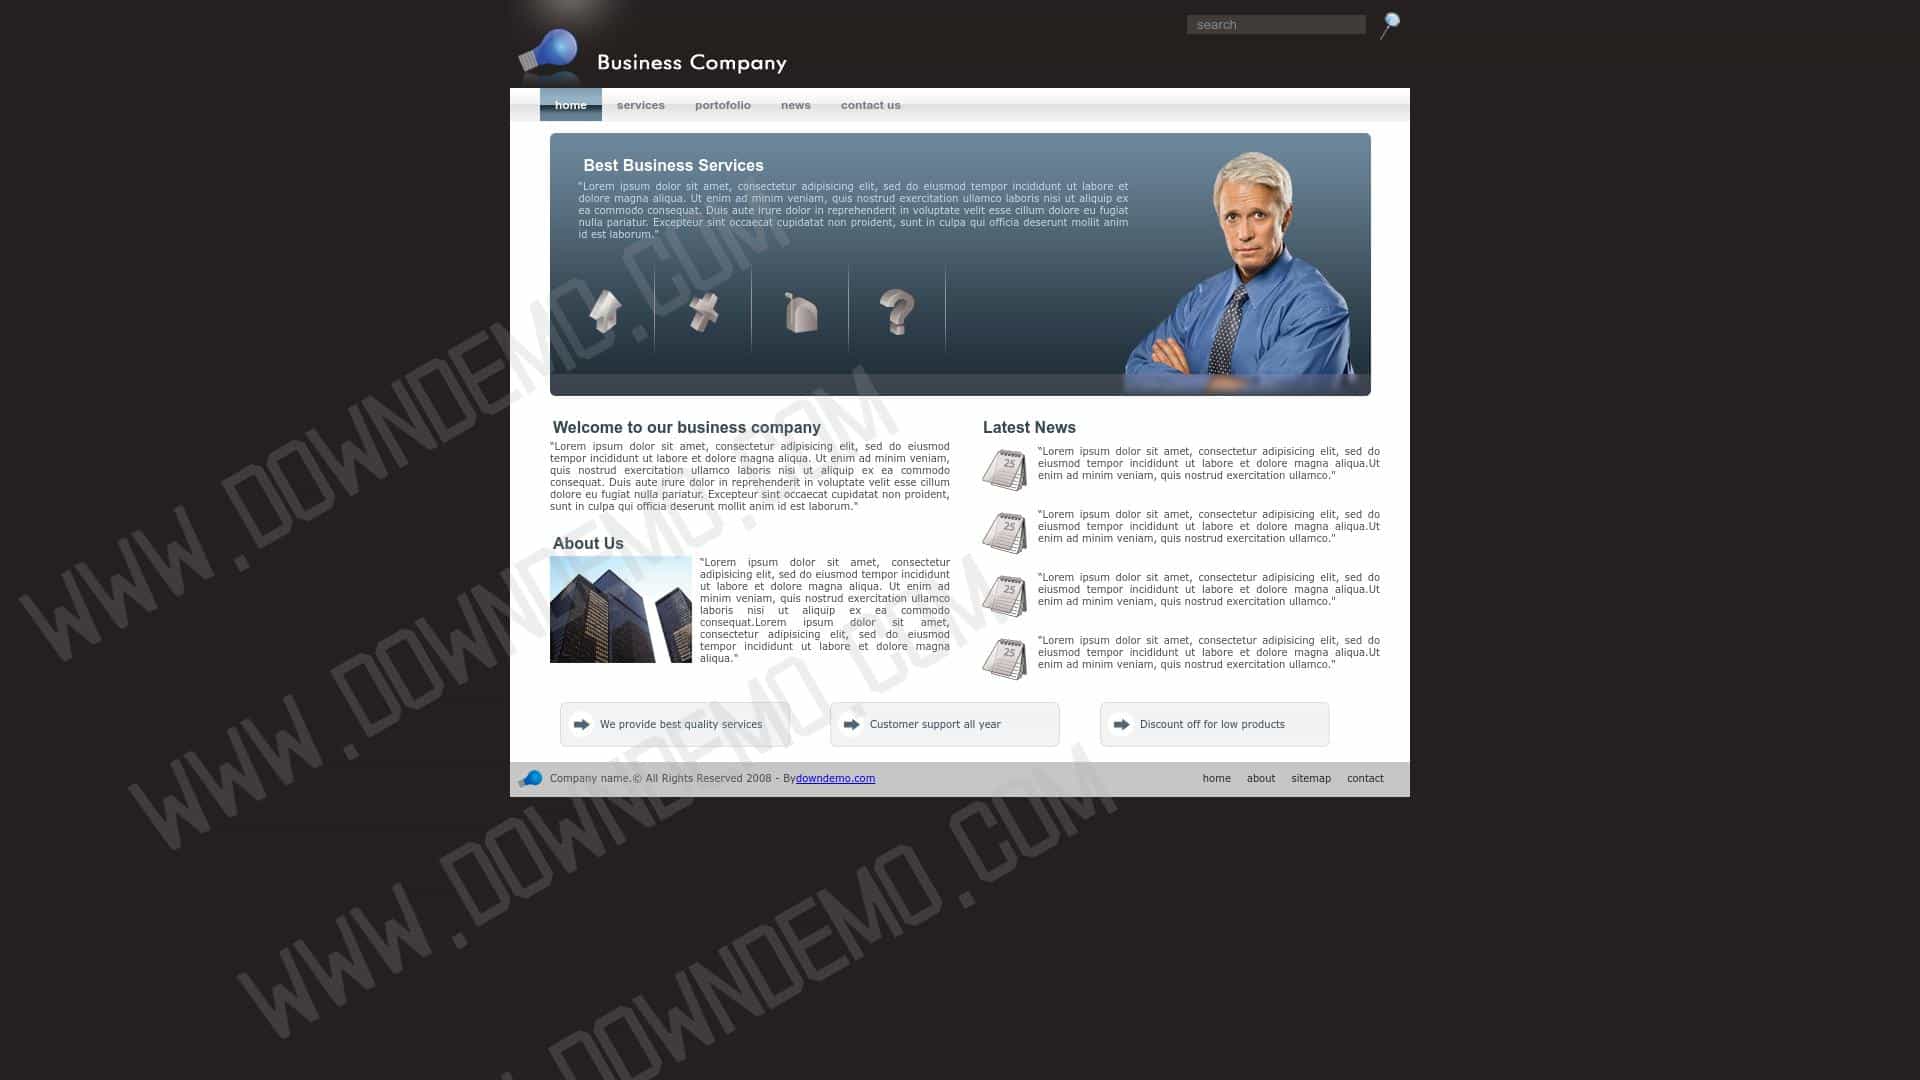 search
Business Company
home services portofolio news contact us
Best Business Services
"Lorem ipsum dolor sit amet, consectetur adipisicing elit, sed do eiusmod tempor incididunt ut labore et
dolore magna aliqua. Ut enim ad minim veniam, quis nostrud exercitation ullamco laboris nisi ut aliquip ex
ea commodo consequat. Duis aute irure dolor in reprehenderit in voluptate velit esse cillum dolore eu fugiat
nulla pariatur. Excepteur sint occaecat cupidatat non proident, sunt in culpa qui officia deserunt mollit anim
id est laborum."
Welcome to our business company
"Lorem ipsum dolor sit amet, consectetur adipisicing elit, sed do eiusmod
tempor incididunt ut labore et dolore magna aliqua. Ut enim ad minim veniam,
quis nostrud exercitation ullamco laboris nisi ut aliquip ex ea commodo
consequat. Duis aute irure dolor in reprehenderit in voluptate velit esse cillum
dolore eu fugiat nulla pariatur. Excepteur sint occaecat cupidatat non proident,
sunt in culpa qui officia deserunt mollit anim id est laborum."
About Us
"Lorem ipsum dolor sit amet, consectetur
adipisicing elit, sed do eiusmod tempor incididunt
ut labore et dolore magna aliqua. Ut enim ad
minim veniam, quis nostrud exercitation ullamco
laboris nisi ut aliquip ex ea commodo
consequat.Lorem ipsum dolor sit amet,
consectetur adipisicing elit, sed do eiusmod
tempor incididunt ut labore et dolore magna
aliqua."
Latest News
25
"Lorem ipsum dolor sit amet, consectetur adipisicing elit, sed do
eiusmod tempor incididunt ut labore et dolore magna aliqua.Ut
enim ad minim veniam, quis nostrud exercitation ullamco."
25
"Lorem ipsum dolor sit amet, consectetur adipisicing elit, sed do
eiusmod tempor incididunt ut labore et dolore magna aliqua.Ut
enim ad minim veniam, quis nostrud exercitation ullamco."
25
"Lorem ipsum dolor sit amet, consectetur adipisicing elit, sed do
eiusmod tempor incididunt ut labore et dolore magna aliqua.Ut
enim ad minim veniam, quis nostrud exercitation ullamco."
25
"Lorem ipsum dolor sit amet, consectetur adipisicing elit, sed do
eiusmod tempor incididunt ut labore et dolore magna aliqua.Ut
enim ad minim veniam, quis nostrud exercitation ullamco."
We provide best quality services
Customer support all year
Discount off for low products
Company name.© All Rights Reserved 2008 - Bydowndemo.com
home about sitemap contact
WWW.DOWNDEMO.COM
WWW.DOWNDEMO.COM
WWW.DOWNDEMO.COM
.DOWNDEMO.COM